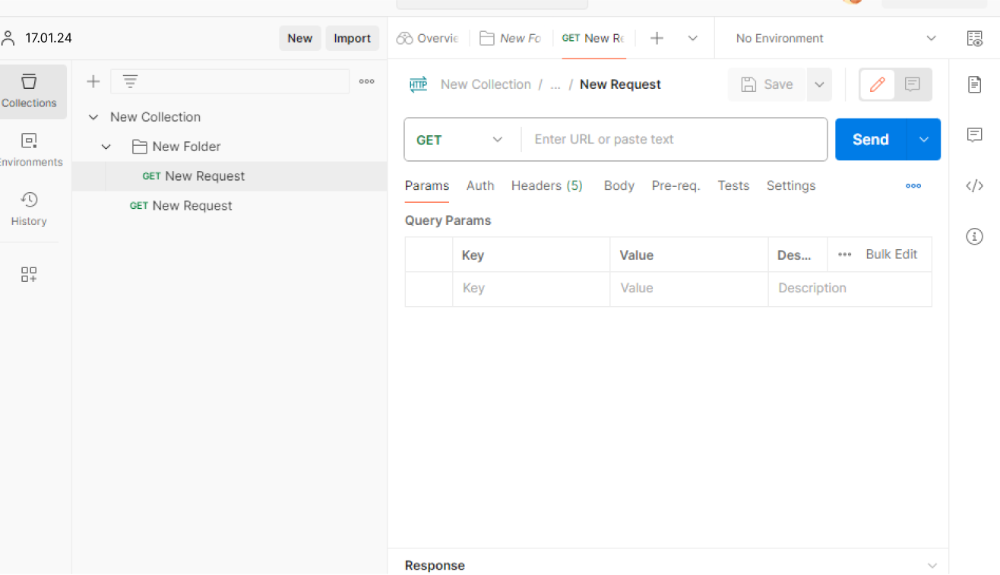 17.01.24
New
Import
Overvie
New Fo
GET New Re
No Environment
Collections
Environments
History
New Collection
New Folder
GET New Request
GET New Request
HTTP
New Collection / ... / New Request
Save
GET
Enter URL or paste text
Send
Params Auth Headers (5) Body Pre-req. Tests Settings
Query Params
Key Value Des... Bulk Edit
Key Value Description
Response